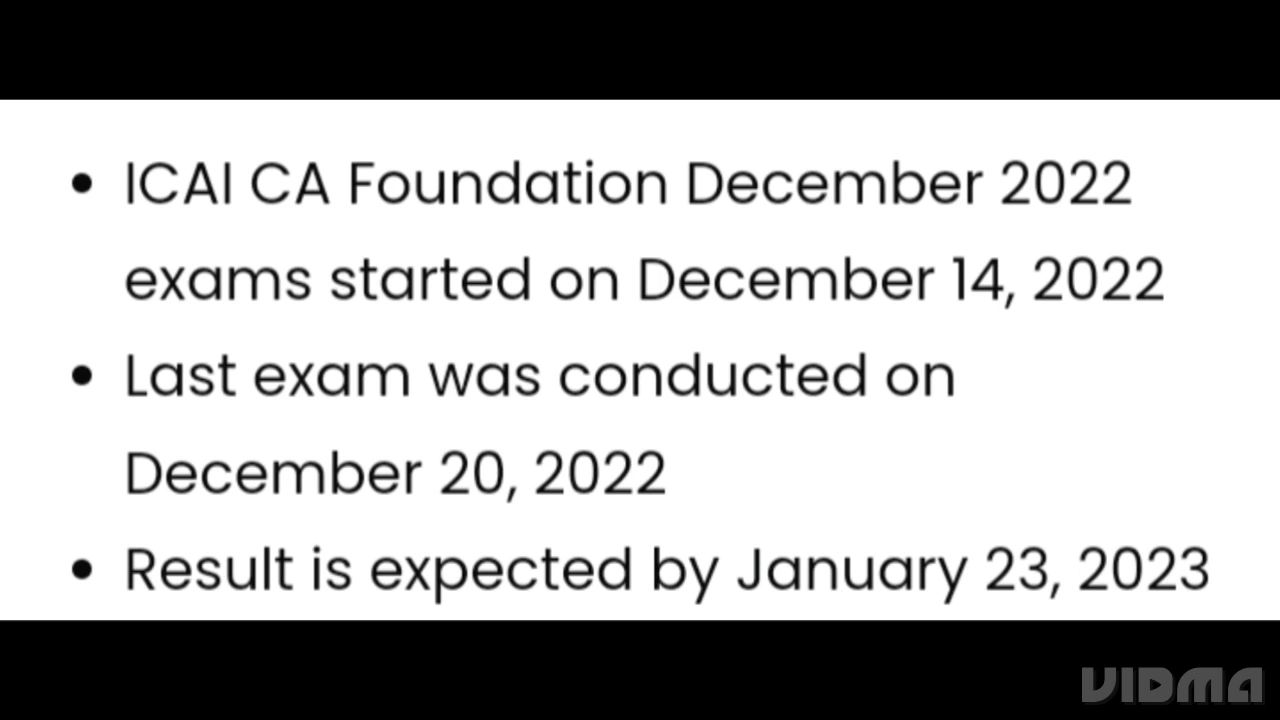 • ICAI CA Foundation December 2022
exams started on December 14, 2022
• Last exam was conducted on
December 20, 2022
• Result is expected by January 23, 2023
VIDMA